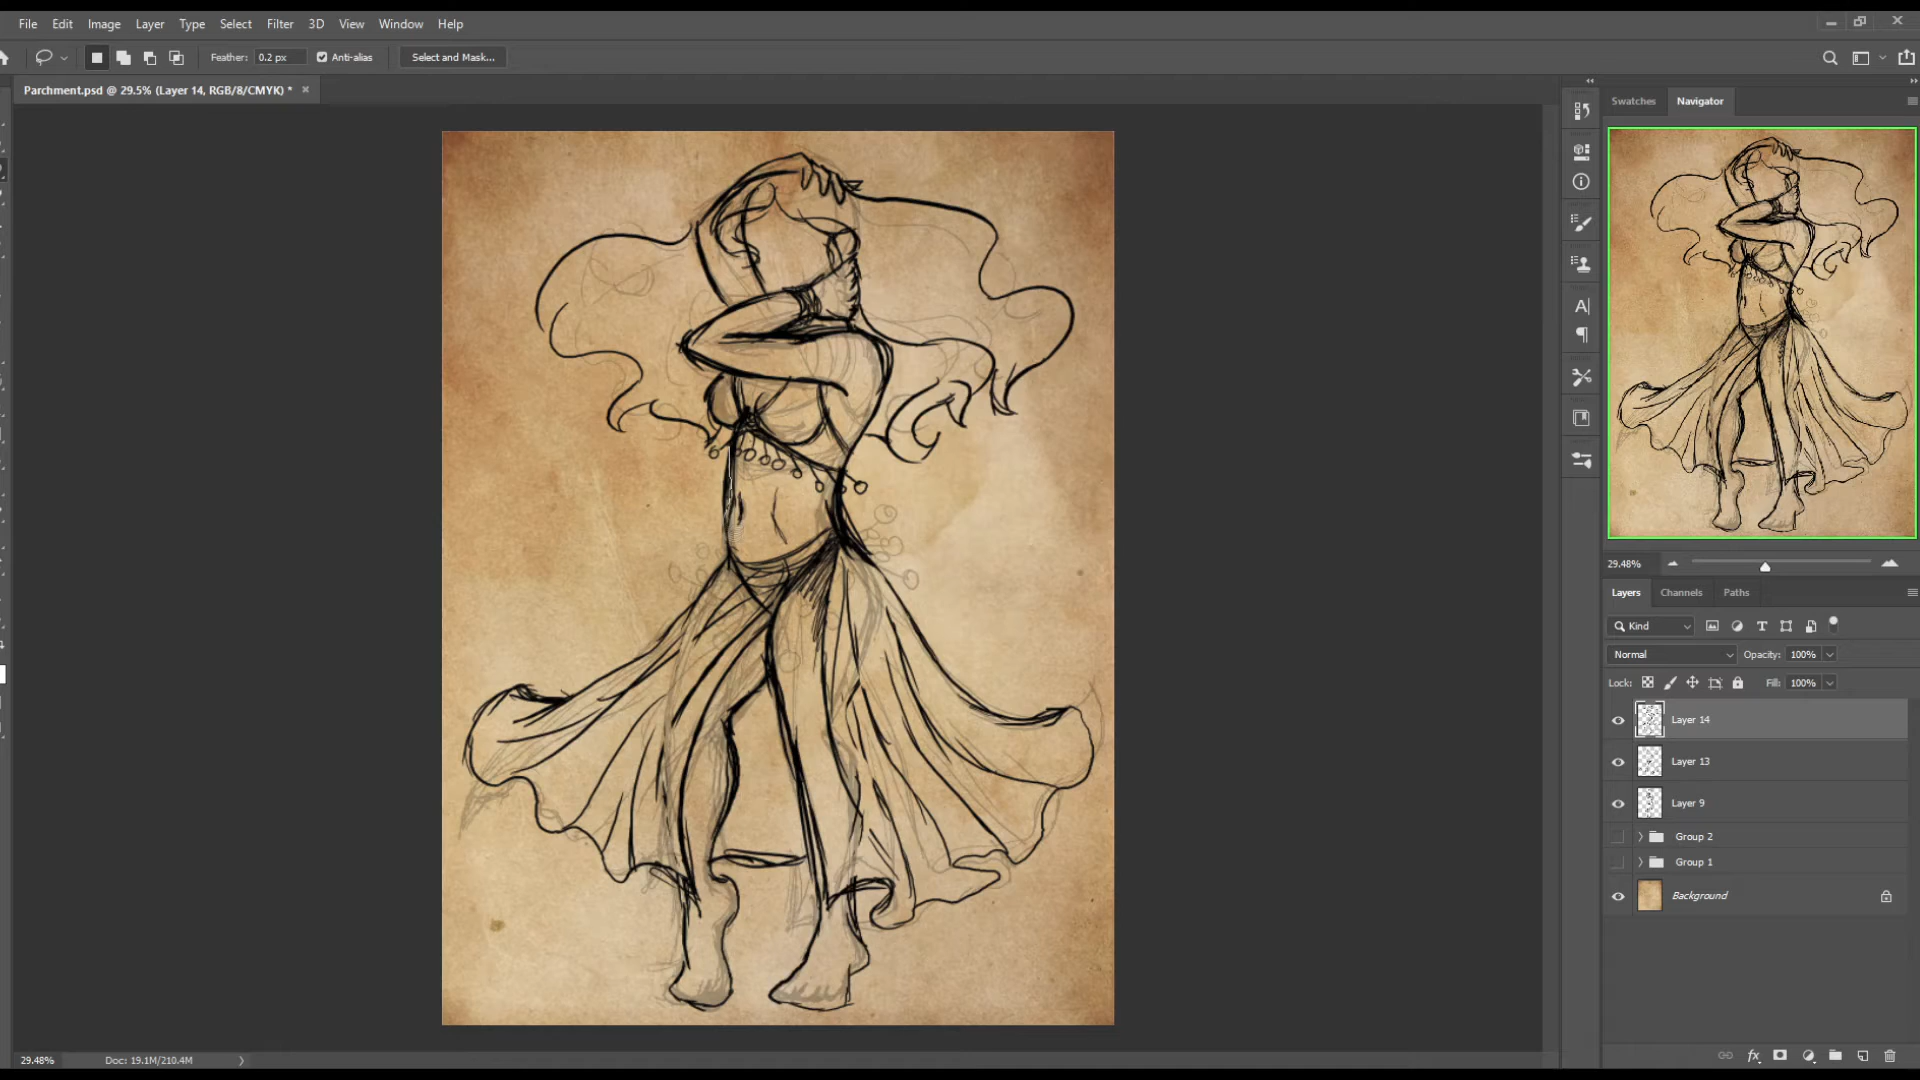 File Edit Image Layer Type Select Filter 3D View Window Help
Feather: 0.2 px Anti-alias Select and Mask...
Parchment.psd @ 29.5% (Layer 14, RGB/8/CMYK) * ×
Swatches Navigator
29.48%
Layers Channels Paths
Kind
Normal Opacity: 100%
Lock: Fill: 100%
Layer 14
Layer 13
Layer 9
Group 2
Group 1
Background
29.48% Doc: 19.1M/210.4M